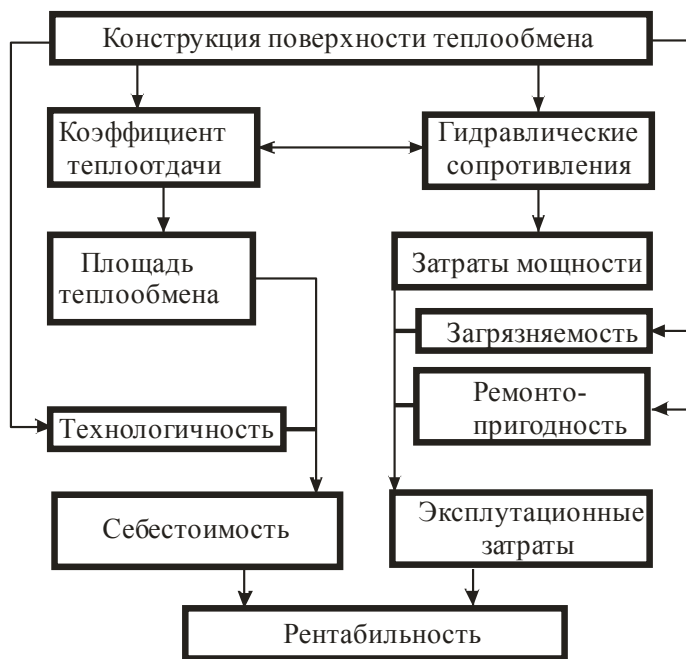 Конструкция поверхности теплообмена
Коэффициент
теплоотдачи
Гидравлические
сопротивления
Площадь
теплообмена
Затраты мощности
Загрязняемость
Ремонто-
пригодность
Технологичность
Себестоимость
Эксплутационные
затраты
Рентабильность